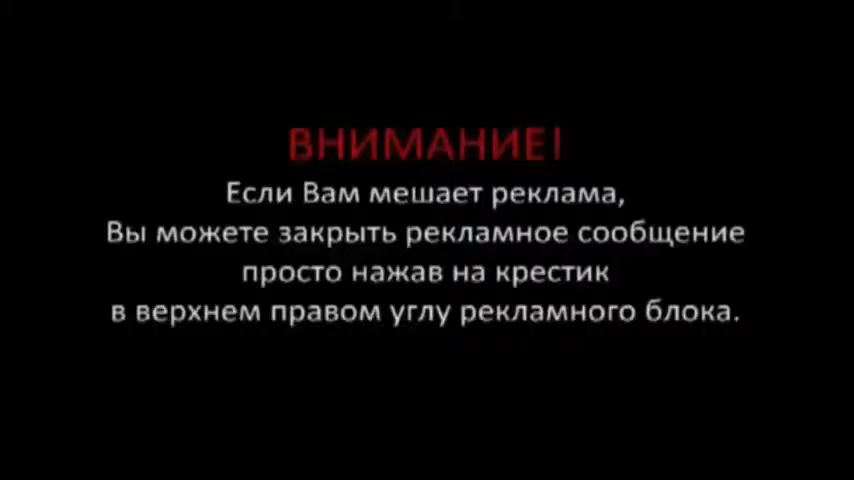 ВНИМАНИЕ!
Если Вам мешает реклама,
Вы можете закрыть рекламное сообщение
просто нажав на крестик
в верхнем правом углу рекламного блока.